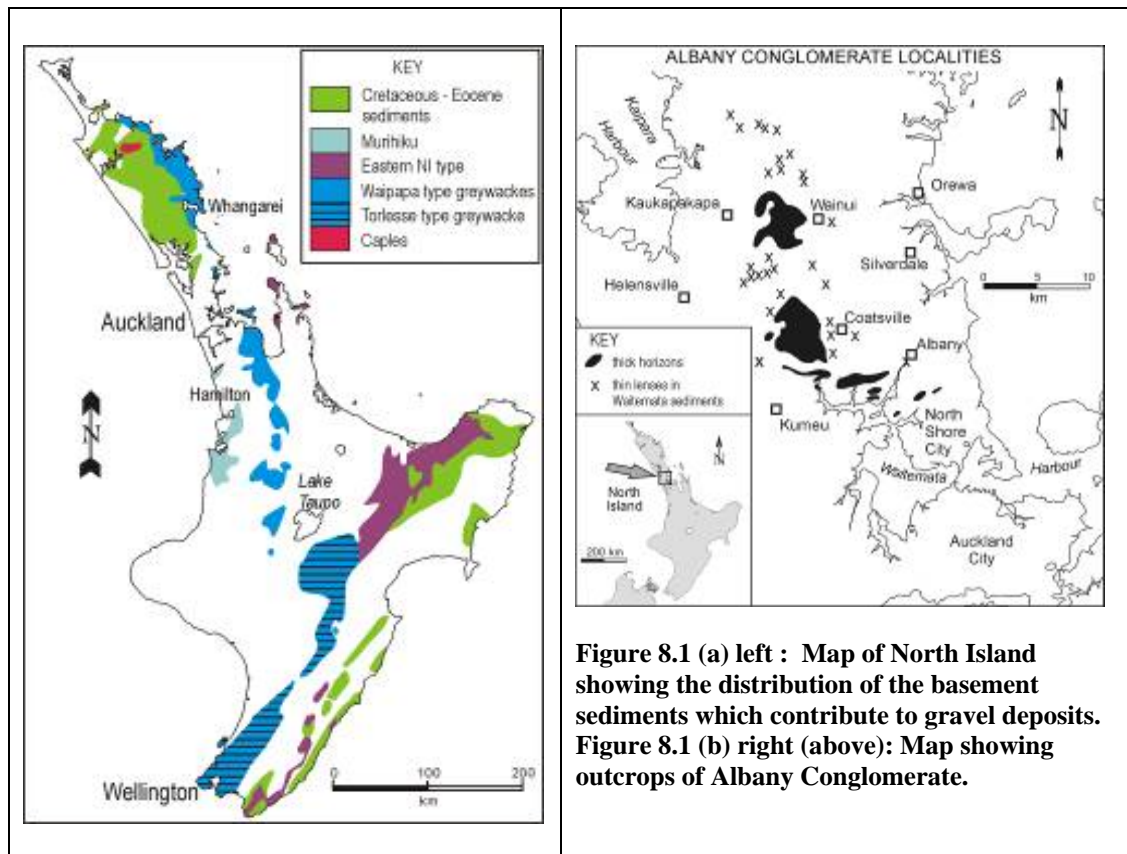 KEY
Cretaceous - Eocene
sediments
Murihiku
Eastern NI type
Waipapa type greywackes
Torlesse type greywacke
Caples
Whangarei
Auckland
Hamilton
N
Lake
Taupo
Wellington
0 100 200
km
ALBANY CONGLOMERATE LOCALITIES
Kaipara
Harbour
N
Orewa
Kaukapakapa
Wainui
Silverdale
Helensville
0 5 10
km
Coatsville
KEY
thick horizons
x thin lenses in
Waitemata sediments
Albany
Kumeu
North
Shore
City
Waitemata
Harbour
N
North
Island
200 km
Auckland
City
Figure 8.1 (a) left : Map of North Island
showing the distribution of the basement
sediments which contribute to gravel deposits.
Figure 8.1 (b) right (above): Map showing
outcrops of Albany Conglomerate.